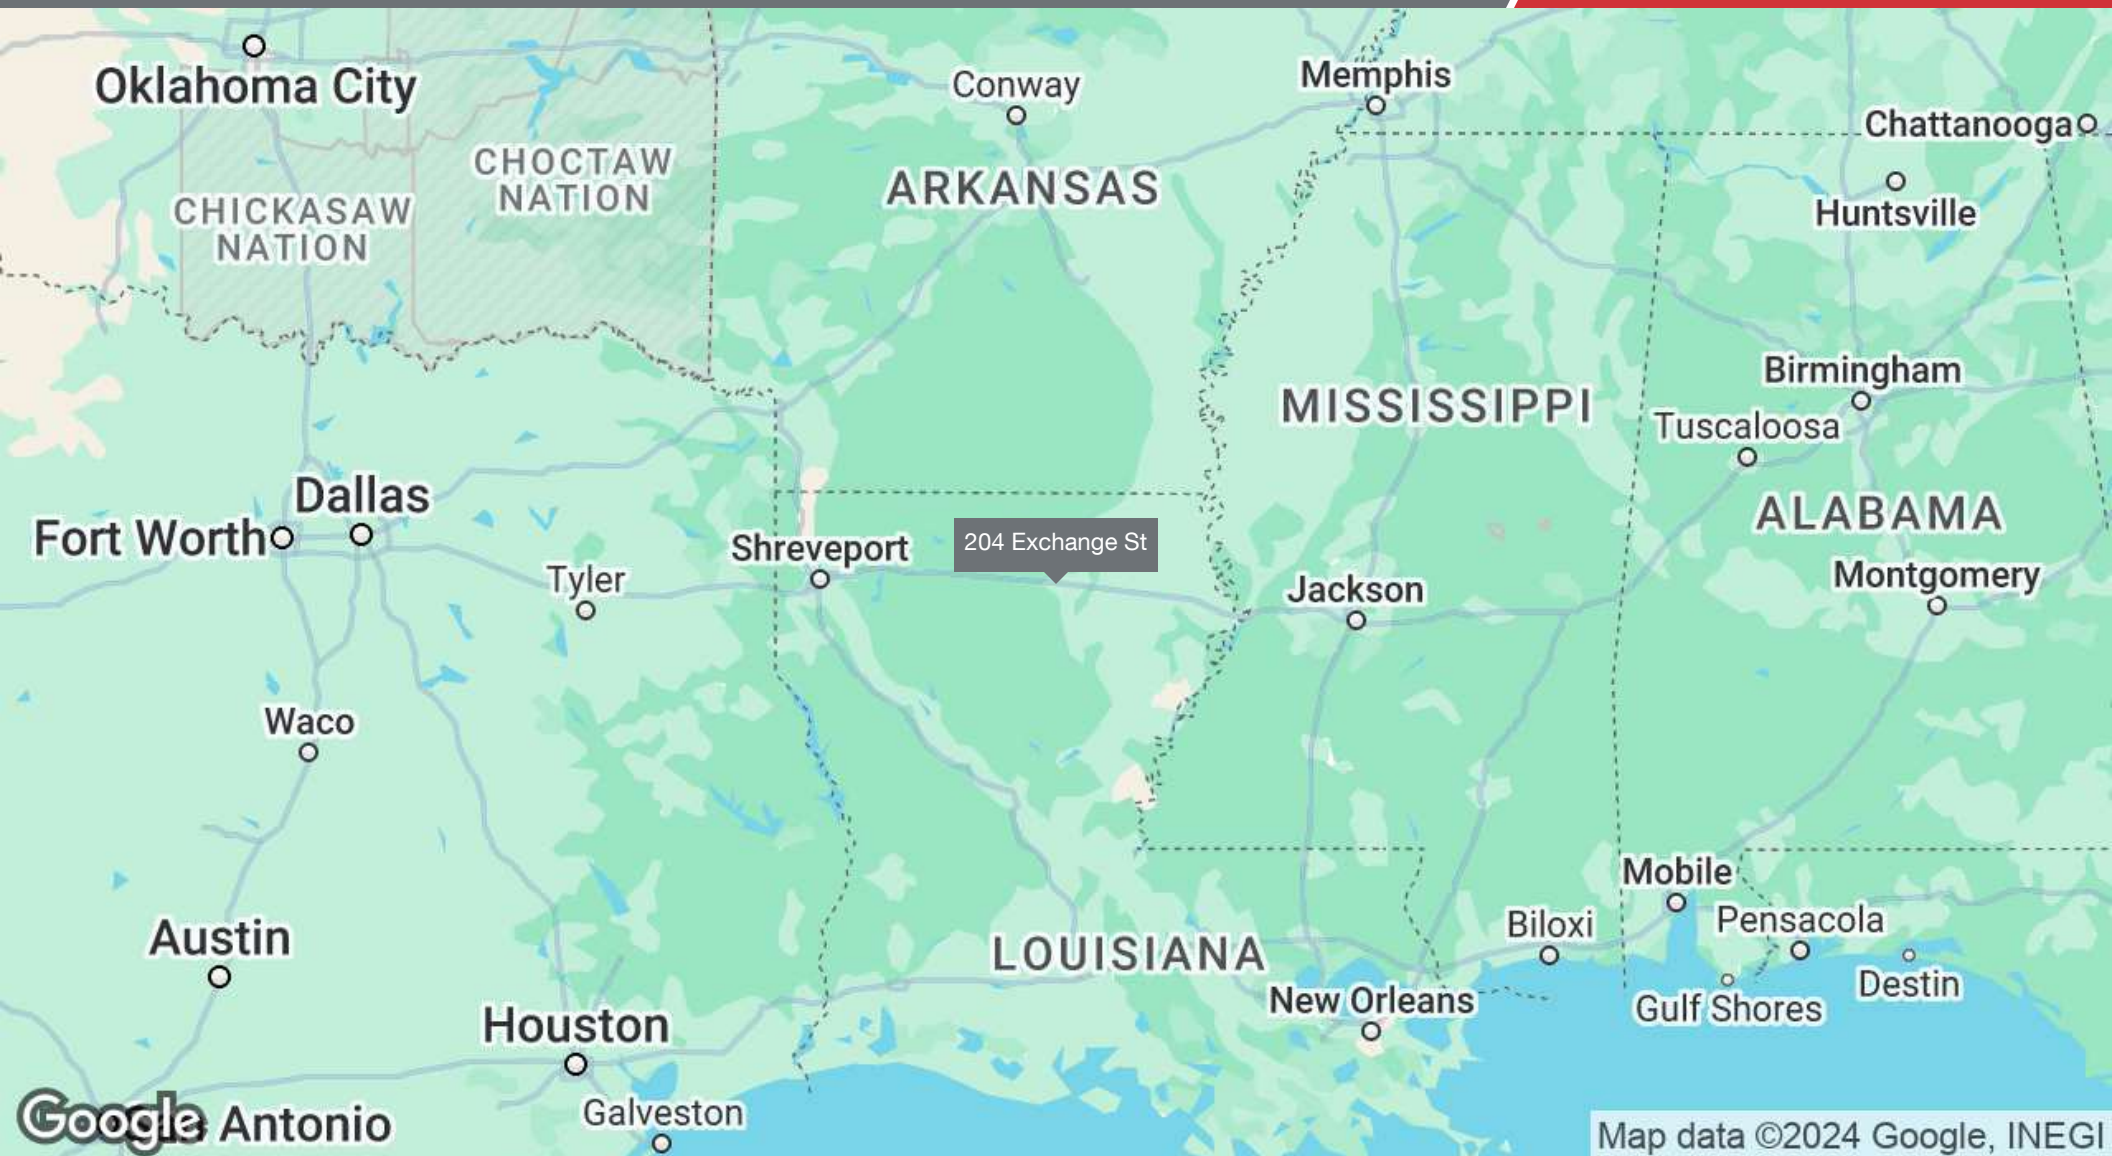 Oklahoma City
Conway
Memphis
Chattanooga
CHOCTAW
NATION
ARKANSAS
CHICKASAW
NATION
Huntsville
Birmingham
MISSISSIPPI
Tuscaloosa
Dallas
ALABAMA
Fort Worth
204 Exchange St
Shreveport
Tyler
Jackson
Montgomery
Waco
Mobile
Austin
Biloxi
Pensacola
LOUISIANA
Destin
New Orleans
Gulf Shores
Houston
Galveston
Google
Antonio
Map data ©2024 Google, INEGI